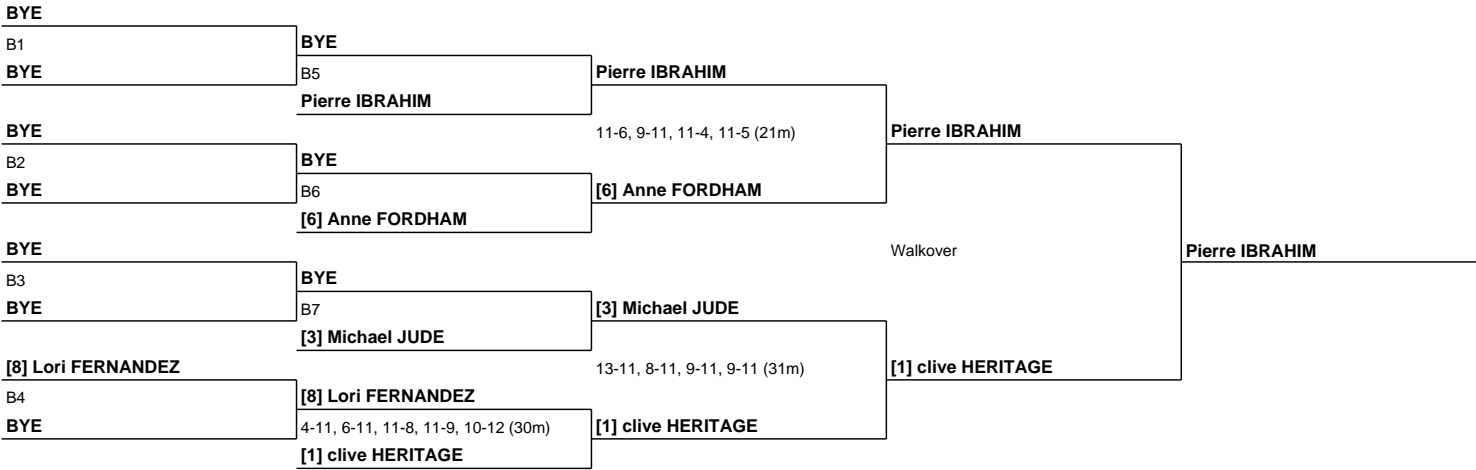 BYE
B1
BYE
BYE
B5
Pierre IBRAHIM
Pierre IBRAHIM
BYE
11-6, 9-11, 11-4, 11-5 (21m)
Pierre IBRAHIM
B2
BYE
BYE
B6
[6] Anne FORDHAM
[6] Anne FORDHAM
BYE
Walkover
Pierre IBRAHIM
B3
BYE
BYE
B7
[3] Michael JUDE
[3] Michael JUDE
[8] Lori FERNANDEZ
13-11, 8-11, 9-11, 9-11 (31m)
[1] clive HERITAGE
B4
[8] Lori FERNANDEZ
BYE
4-11, 6-11, 11-8, 11-9, 10-12 (30m)
[1] clive HERITAGE
[1] clive HERITAGE